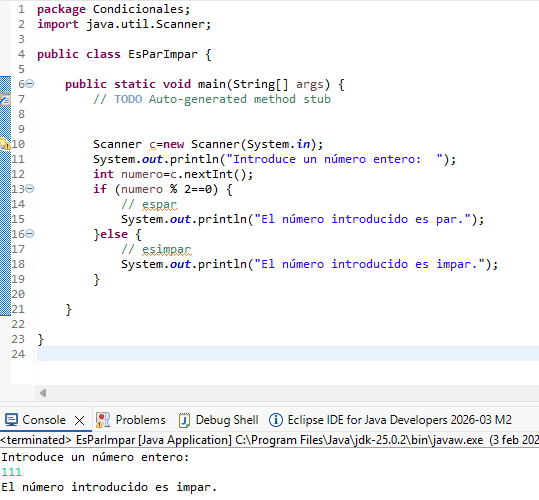 1 package Condicionales;
2 import java.util.Scanner;
3
4 public class EsParImpar {
5
6 public static void main(String[] args) {
7 // TODO Auto-generated method stub
8
9
10 Scanner c=new Scanner(System.in);
11 System.out.println("Introduce un número entero:  ");
12 int numero=c.nextInt();
13 if (numero % 2==0) {
14 // espar
15 System.out.println("El número introducido es par.");
16 }else {
17 // esimpar
18 System.out.println("El número introducido es impar.");
19 }
20
21 }
22
23 }
24
Console Problems Debug Shell Eclipse IDE for Java Developers 2026-03 M2
<terminated> EsParImpar [Java Application] C:\Program Files\Java\jdk-25.0.2\bin\javaw.exe (3 feb 202
Introduce un número entero:
111
El número introducido es impar.